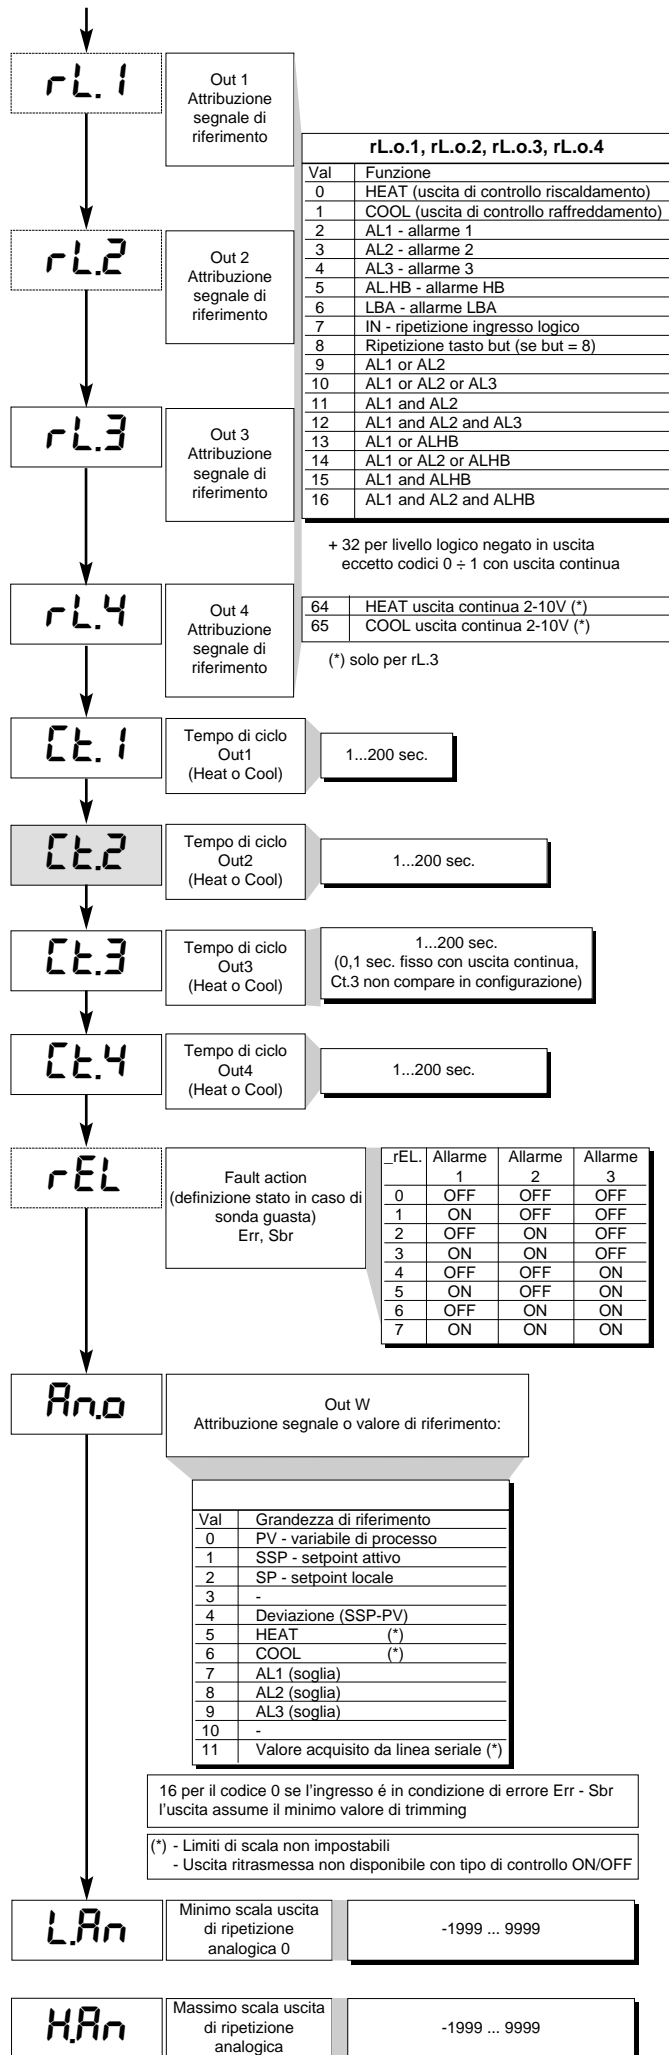 rL.1
Out 1
Attribuzione
segnale di
riferimento
rL.o.1, rL.o.2, rL.o.3, rL.o.4
Val Funzione
0 HEAT (uscita di controllo riscaldamento)
1 COOL (uscita di controllo raffreddamento)
2 AL1 - allarme 1
3 AL2 - allarme 2
4 AL3 - allarme 3
5 AL.HB - allarme HB
6 LBA - allarme LBA
7 IN - ripetizione ingresso logico
8 Ripetizione tasto but (se but = 8)
9 AL1 or AL2
10 AL1 or AL2 or AL3
11 AL1 and AL2
12 AL1 and AL2 and AL3
13 AL1 or ALHB
14 AL1 or AL2 or ALHB
15 AL1 and ALHB
16 AL1 and AL2 and ALHB
+ 32 per livello logico negato in uscita
eccetto codici 0 ÷ 1 con uscita continua
64 HEAT uscita continua 2-10V (*)
65 COOL uscita continua 2-10V (*)
(*) solo per rL.3
rL.2
Out 2
Attribuzione
segnale di
riferimento
rL.3
Out 3
Attribuzione
segnale di
riferimento
rL.4
Out 4
Attribuzione
segnale di
riferimento
Ct.1
Tempo di ciclo
Out1
(Heat o Cool)
1...200 sec.
Ct.2
Tempo di ciclo
Out2
(Heat o Cool)
1...200 sec.
Ct.3
Tempo di ciclo
Out3
(Heat o Cool)
1...200 sec.
(0,1 sec. fisso con uscita continua,
Ct.3 non compare in configurazione)
Ct.4
Tempo di ciclo
Out4
(Heat o Cool)
1...200 sec.
rEL
Fault action
(definizione stato in caso di
sonda guasta)
Err, Sbr
_rEL. Allarme Allarme Allarme
1 2 3
0 OFF OFF OFF
1 ON OFF OFF
2 OFF ON OFF
3 ON ON OFF
4 OFF OFF ON
5 ON OFF ON
6 OFF ON ON
7 ON ON ON
An.o
Out W
Attribuzione segnale o valore di riferimento:
Val Grandezza di riferimento
0 PV - variabile di processo
1 SSP - setpoint attivo
2 SP - setpoint locale
3 -
4 Deviazione (SSP-PV)
5 HEAT (*)
6 COOL (*)
7 AL1 (soglia)
8 AL2 (soglia)
9 AL3 (soglia)
10 -
11 Valore acquisito da linea seriale (*)
16 per il codice 0 se l'ingresso é in condizione di errore Err - Sbr
l'uscita assume il minimo valore di trimming
(*) - Limiti di scala non impostabili
- Uscita ritrasmessa non disponibile con tipo di controllo ON/OFF
L.An
Minimo scala uscita
di ripetizione
analogica 0
-1999 ... 9999
H.An
Massimo scala uscita
di ripetizione
analogica
-1999 ... 9999